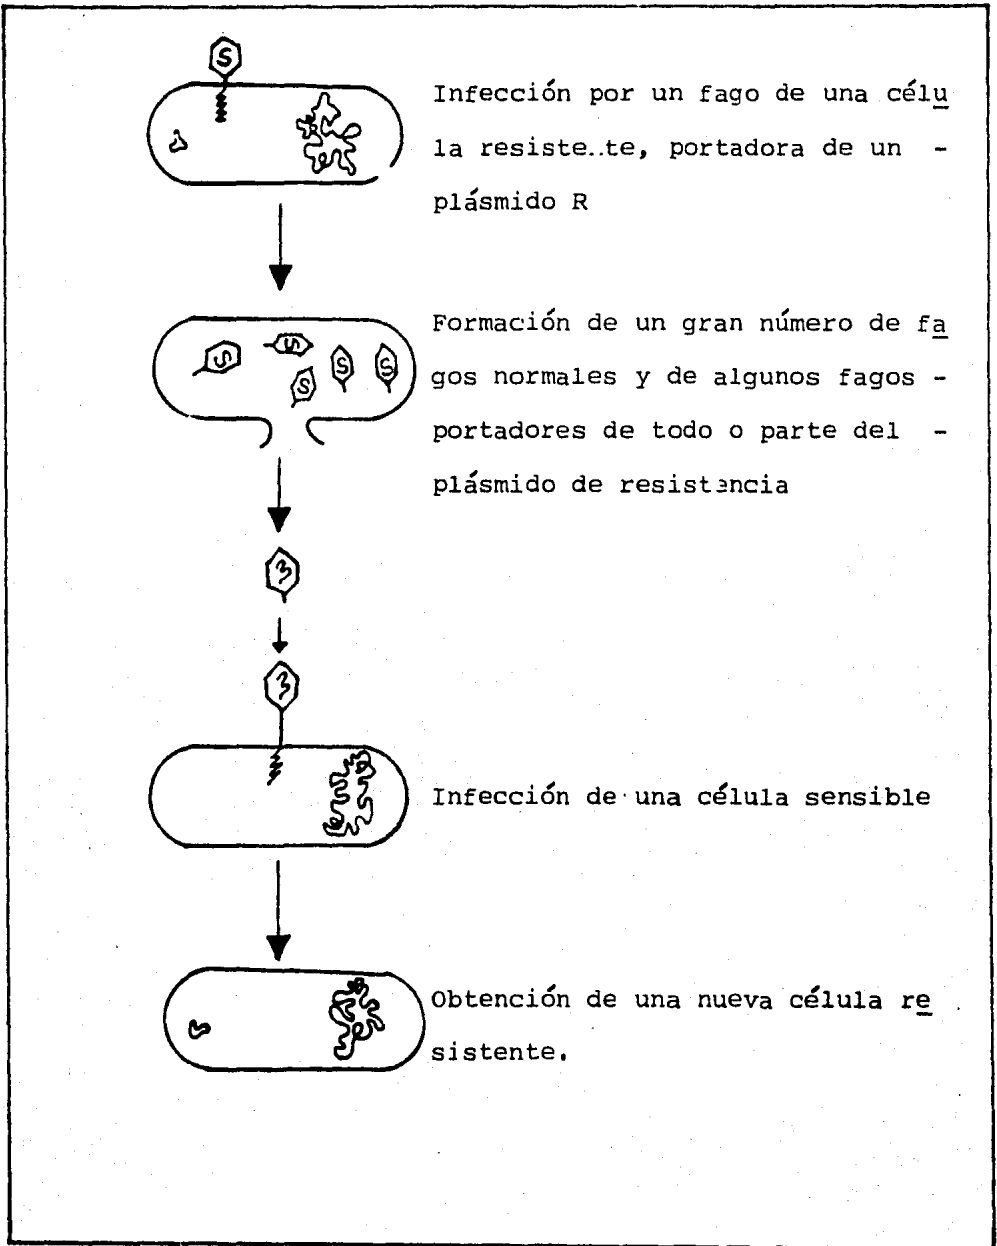 S
Infección por un fago de una célu
la resiste..te, portadora de un -
plásmido R
Formación de un gran número de fa
gos normales y de algunos fagos -
portadores de todo o parte del -
plásmido de resistencia
S S S S S S
3
3
Infección de una célula sensible
Obtención de una nueva célula re
sistente.